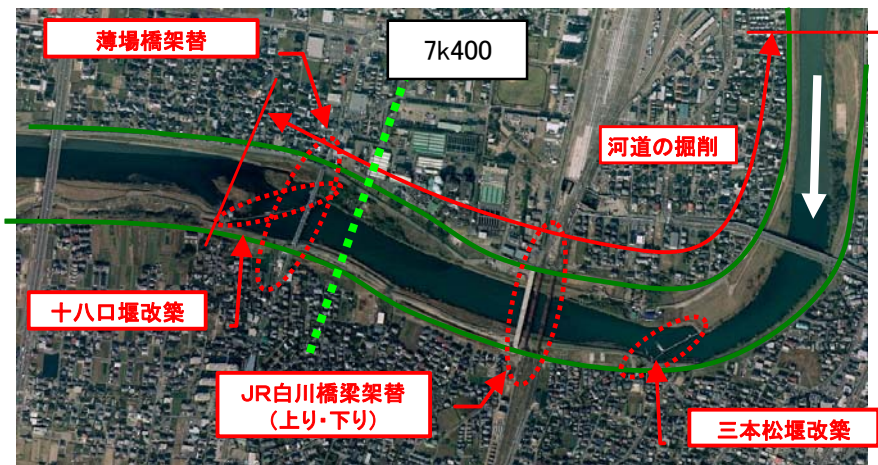 薄場橋架替
7k400
河道の掘削
十八口堰改築
JR白川橋梁架替
(上り・下り)
三本松堰改築